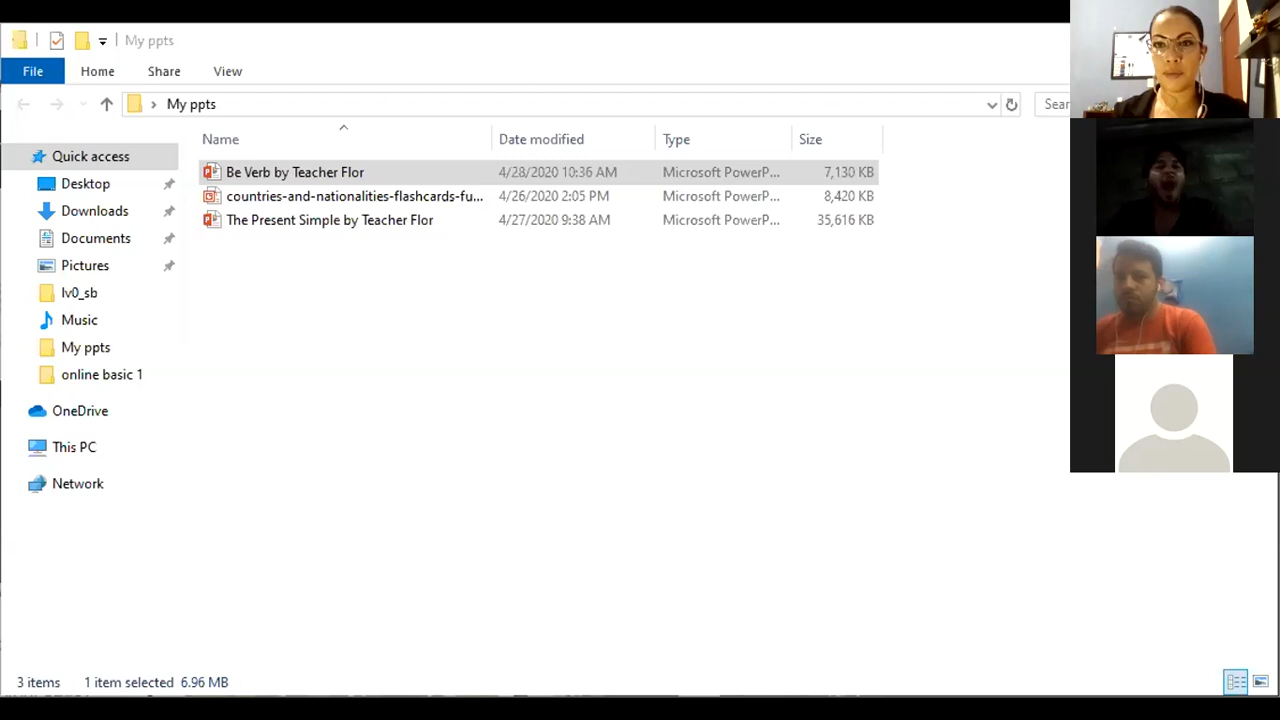 My ppts
File Home Share View
My ppts
Sear
Name Date modified Type Size
Quick access
Be Verb by Teacher Flor 4/28/2020 10:36 AM Microsoft PowerP... 7,130 KB
Desktop
countries-and-nationalities-flashcards-fu... 4/26/2020 2:05 PM Microsoft PowerP... 8,420 KB
Downloads
The Present Simple by Teacher Flor 4/27/2020 9:38 AM Microsoft PowerP... 35,616 KB
Documents
Pictures
lv0_sb
Music
My ppts
online basic 1
OneDrive
This PC
Network
3 items 1 item selected 6.96 MB